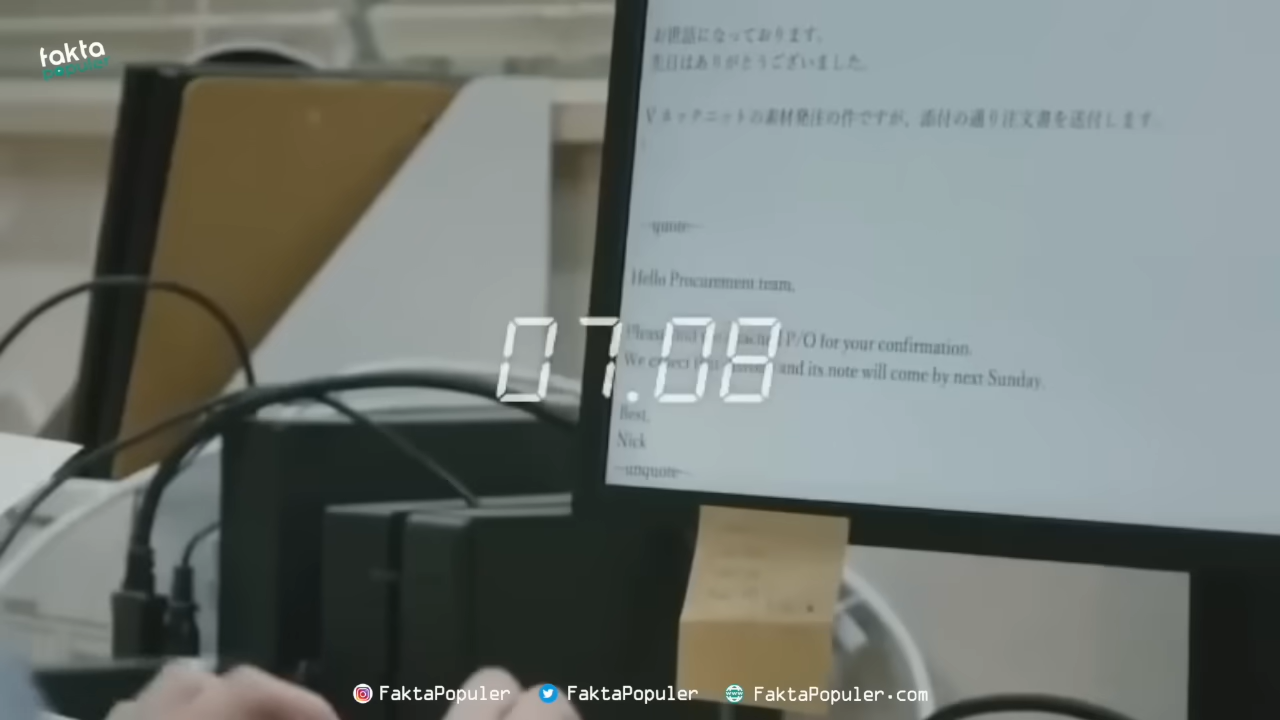 fakta
populer
お世話になっております。
先日はありがとうございました。
Vネックニットの素材発注の件ですが、添付の通り注文書を送付します。
--quote--
Hello Procurement team,
Please find the attached P/O for your confirmation.
We expect and its note will come by next Sunday.
07.08
Best,
Nick
--unquote--
FaktaPopuler FaktaPopuler FaktaPopuler.com